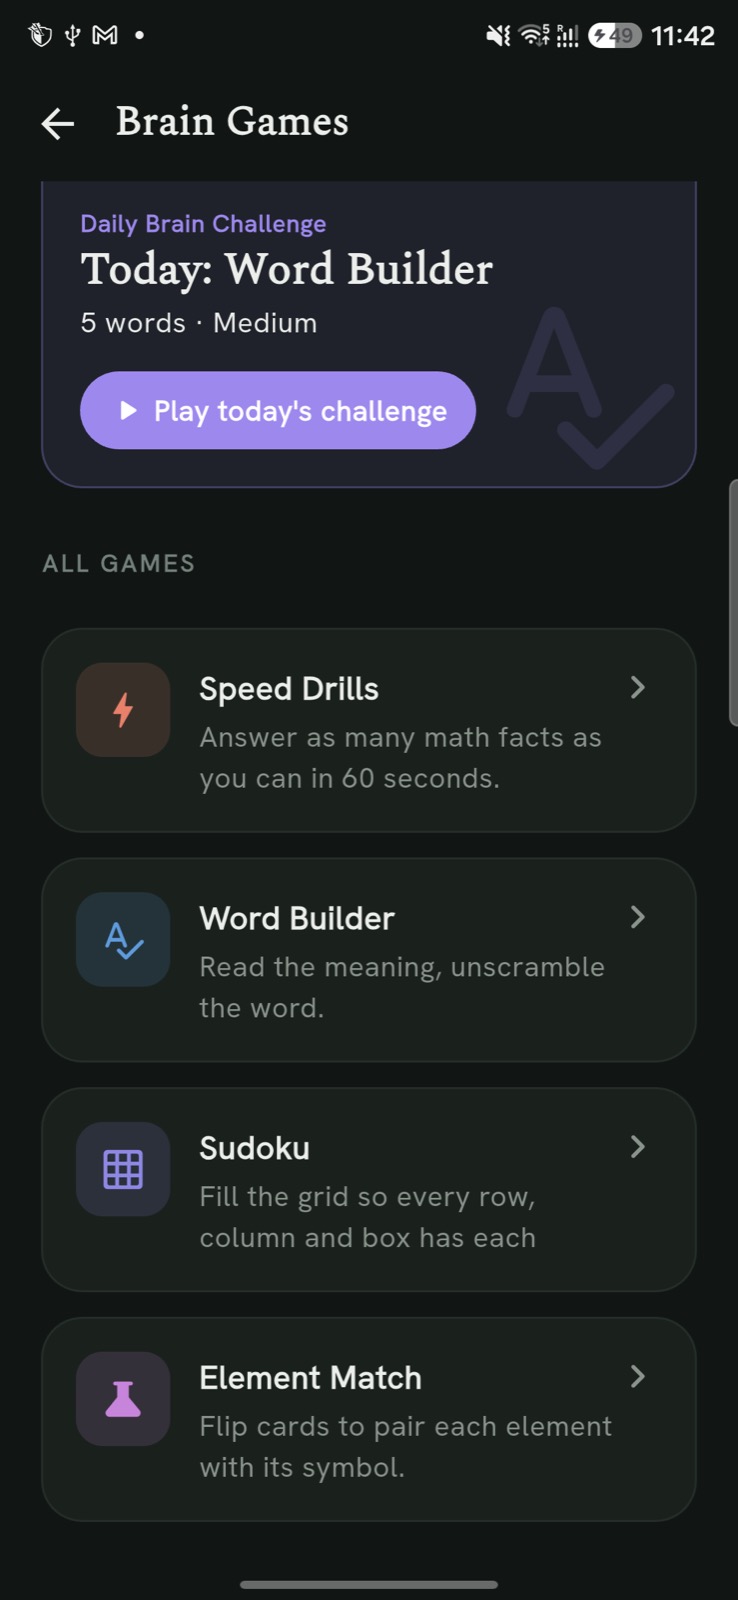 49 11:42
Brain Games
Daily Brain Challenge
Today: Word Builder
5 words · Medium
Play today's challenge
ALL GAMES
Speed Drills
Answer as many math facts as
you can in 60 seconds.
Word Builder
Read the meaning, unscramble
the word.
Sudoku
Fill the grid so every row,
column and box has each
Element Match
Flip cards to pair each element
with its symbol.